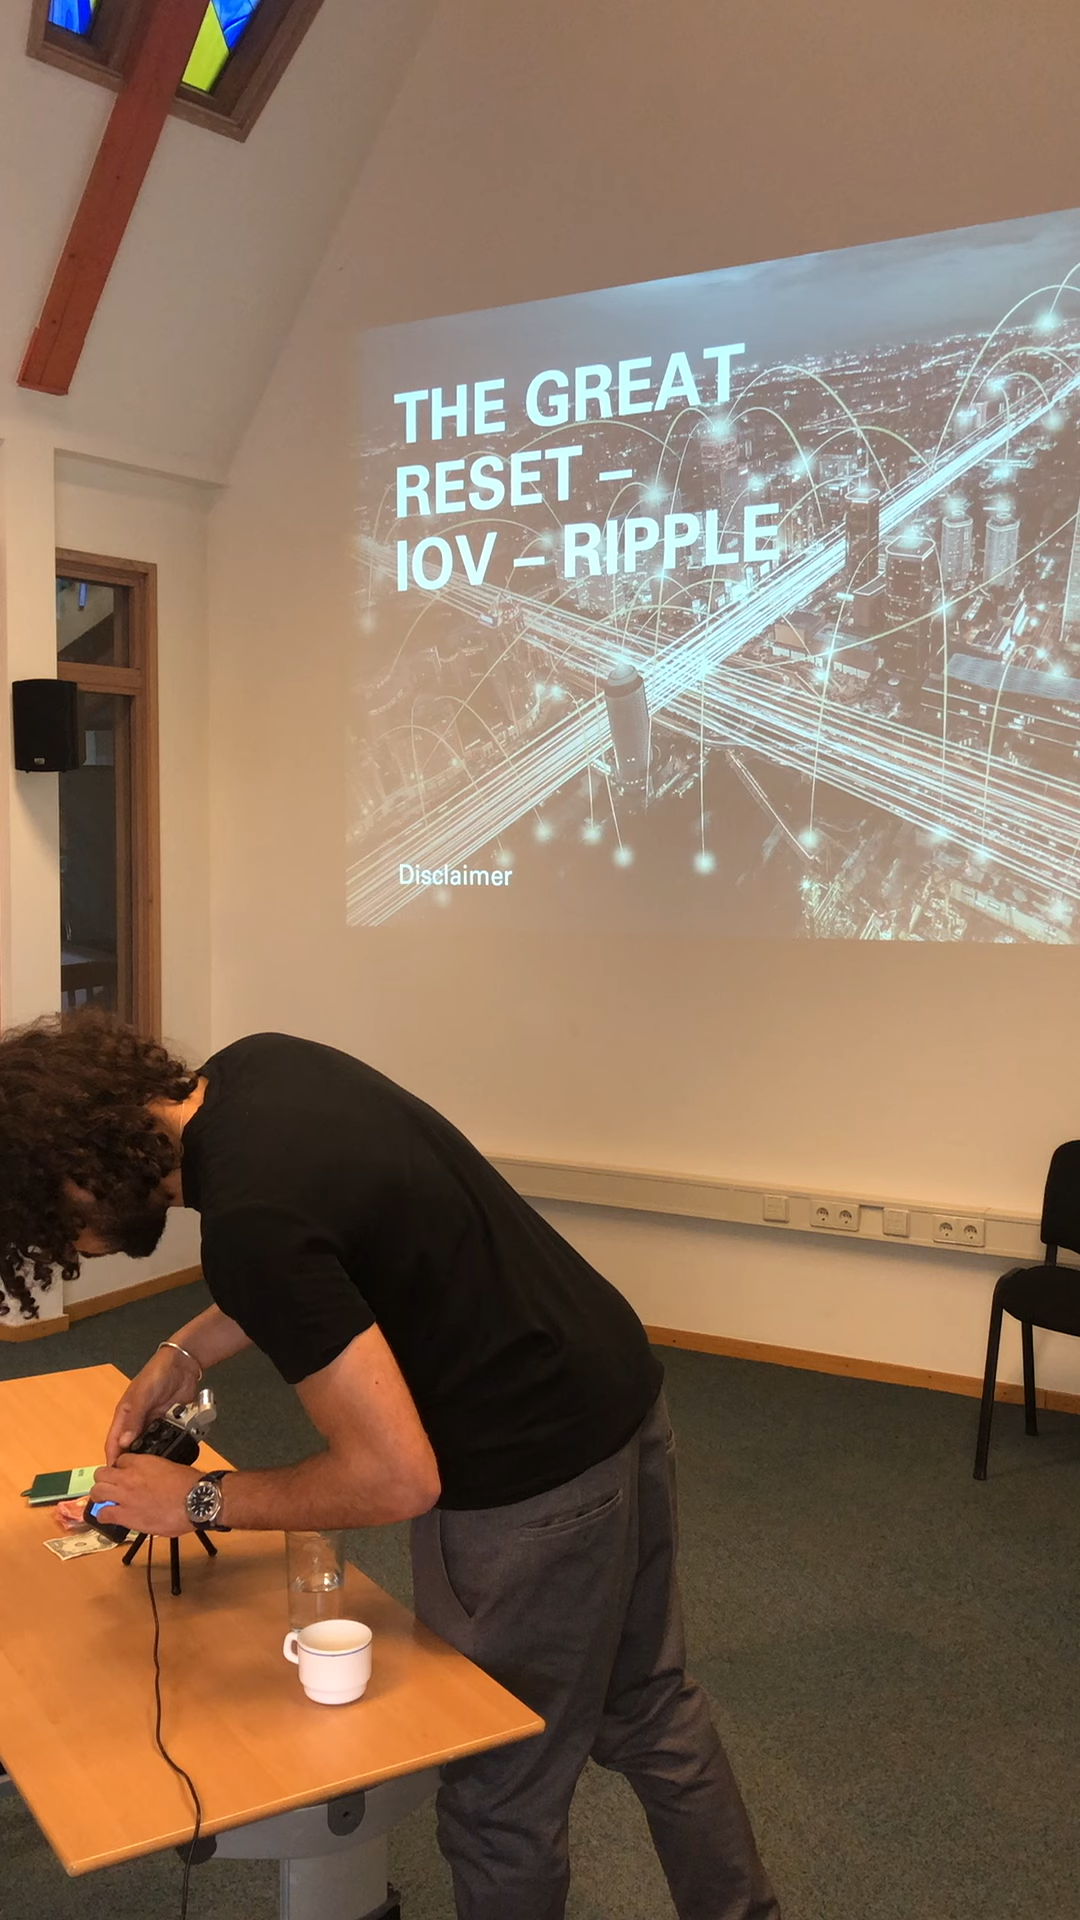 THE GREAT
RESET –
IOV – RIPPLE
Disclaimer